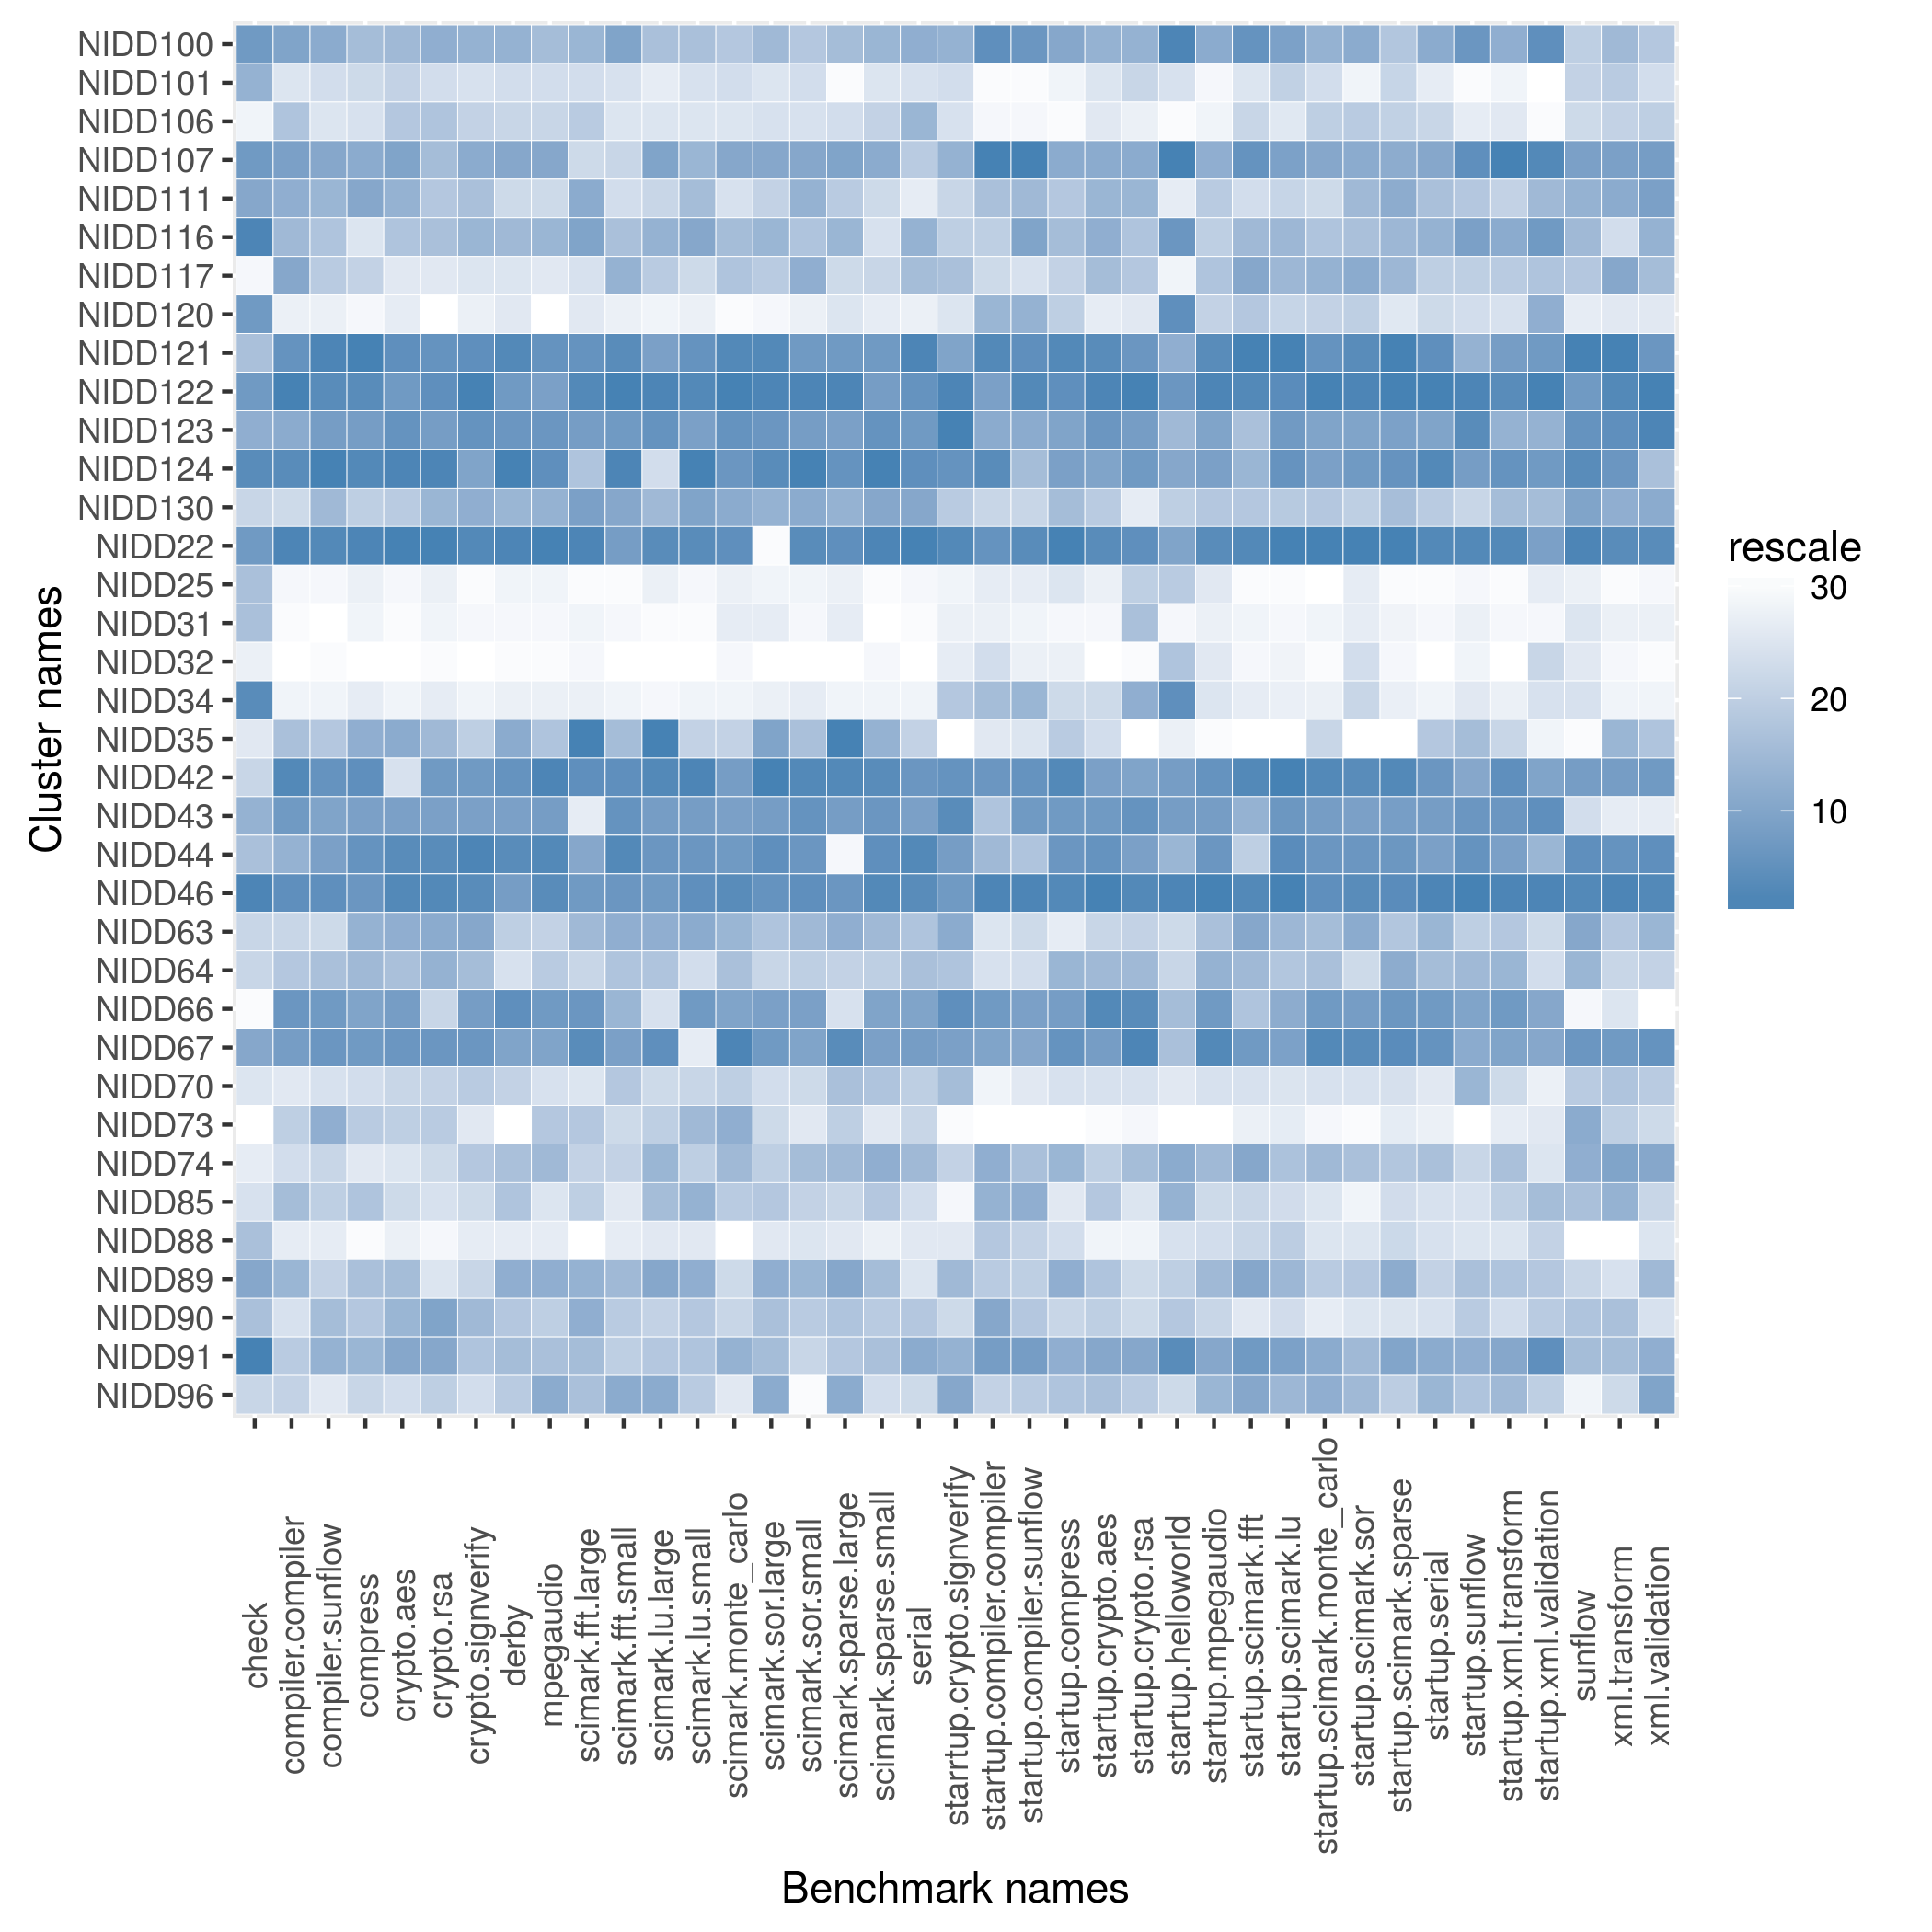 NIDD100
NIDD101
NIDD106
NIDD107
NIDD111
NIDD116
NIDD117
NIDD120
NIDD121
NIDD122
NIDD123
NIDD124
NIDD130
NIDD22
NIDD25
NIDD31
NIDD32
NIDD34
NIDD35
NIDD42
NIDD43
NIDD44
NIDD46
NIDD63
NIDD64
NIDD66
NIDD67
NIDD70
NIDD73
NIDD74
NIDD85
NIDD88
NIDD89
NIDD90
NIDD91
NIDD96
Cluster names
rescale
30
20
10
check
compiler.compiler
compiler.sunflow
compress
crypto.aes
crypto.rsa
crypto.signverify
derby
mpegaudio
scimark.fft.large
scimark.fft.small
scimark.lu.large
scimark.lu.small
scimark.monte_carlo
scimark.sor.large
scimark.sor.small
scimark.sparse.large
scimark.sparse.small
serial
starrtup.crypto.signverify
startup.compiler.compiler
startup.compiler.sunflow
startup.compress
startup.crypto.aes
startup.crypto.rsa
startup.helloworld
startup.mpegaudio
startup.scimark.fft
startup.scimark.lu
startup.scimark.monte_carlo
startup.scimark.sor
startup.scimark.sparse
startup.serial
startup.sunflow
startup.xml.transform
startup.xml.validation
sunflow
xml.transform
xml.validation
Benchmark names